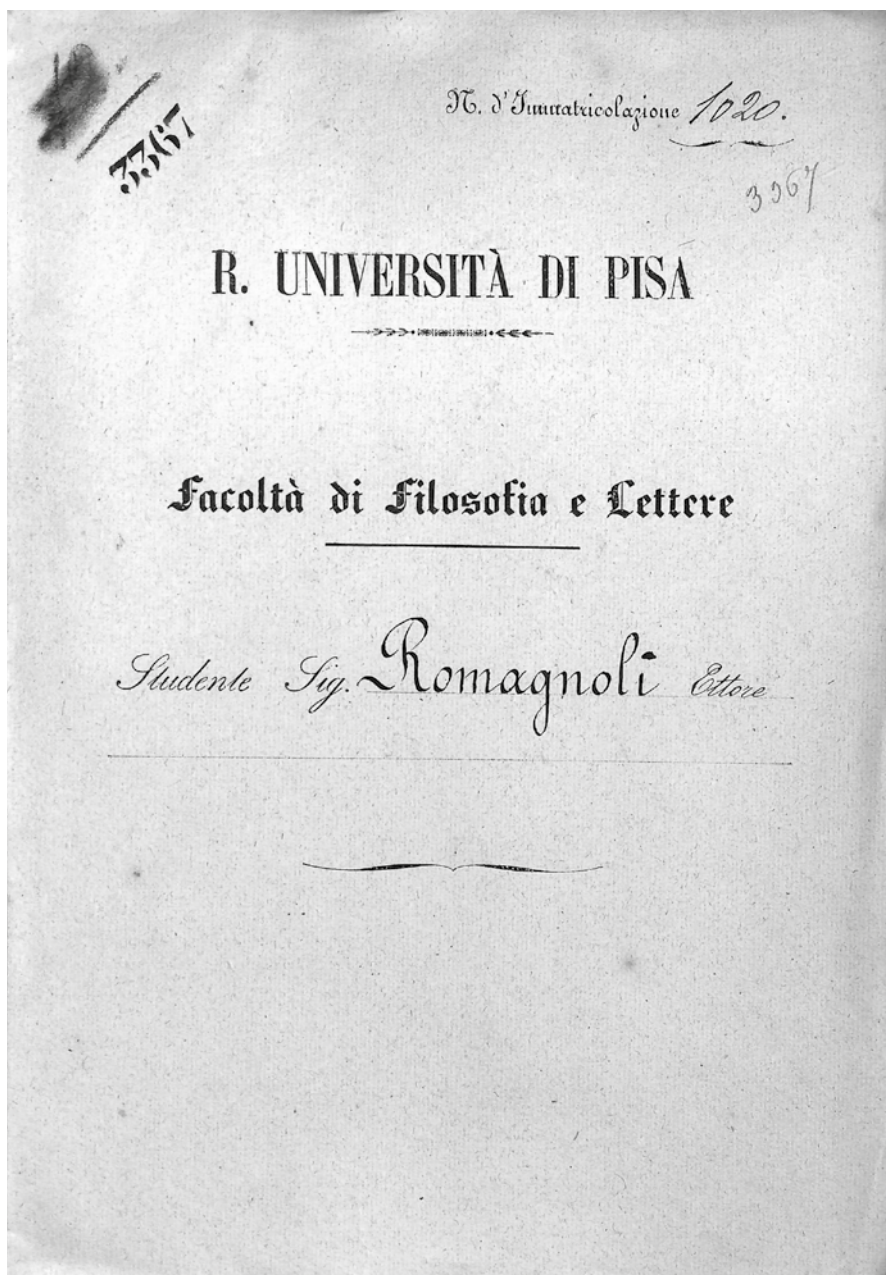 N. d'Immatricolazione 1020.
3367
3367
R. UNIVERSITÀ DI PISA
Facoltà di Filosofia e Lettere
Studente Sig. Romagnoli Ettore